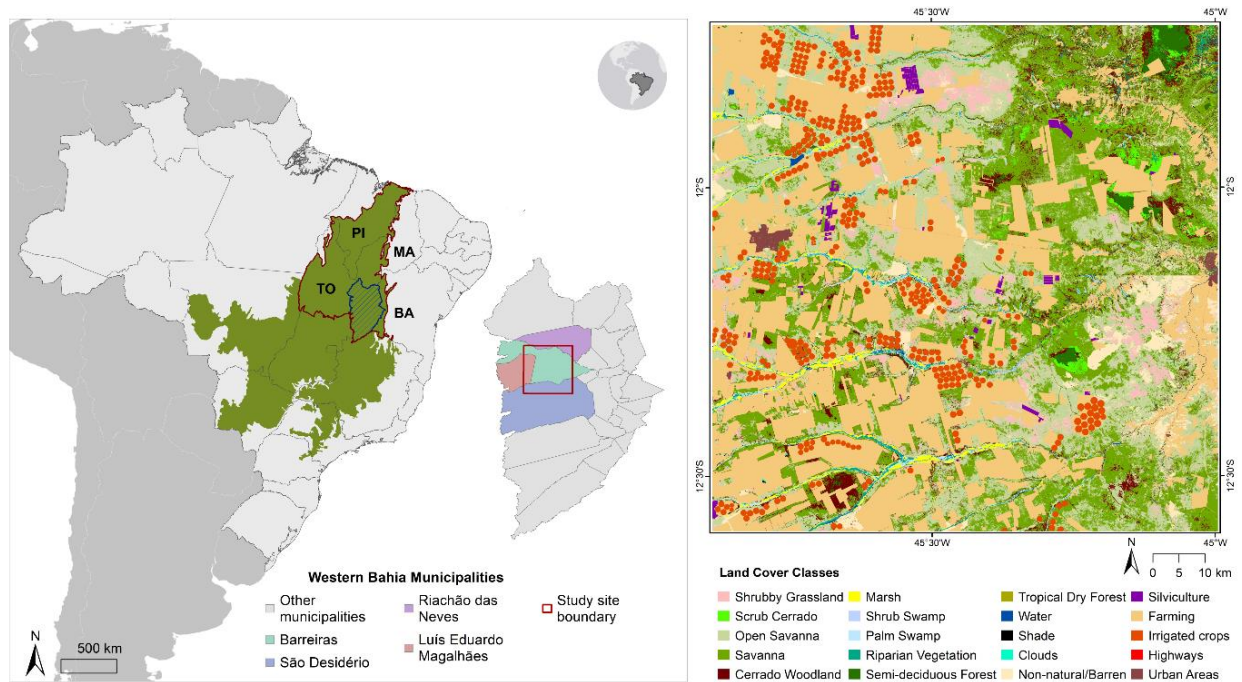 PI
MA
TO
BA
Western Bahia Municipalities
Other
municipalities
Barreiras
São Desidério
Riachão das
Neves
Luís Eduardo
Magalhães
Study site
boundary
N
500 km
45°30'W
45°W
12°S
12°S
12°30'S
12°30'S
45°30'W
45°W
N
0 5 10 km
Land Cover Classes
Shrubby Grassland
Scrub Cerrado
Open Savanna
Savanna
Cerrado Woodland
Marsh
Shrub Swamp
Palm Swamp
Riparian Vegetation
Semi-deciduous Forest
Tropical Dry Forest
Water
Shade
Clouds
Non-natural/Barren
Silviculture
Farming
Irrigated crops
Highways
Urban Areas